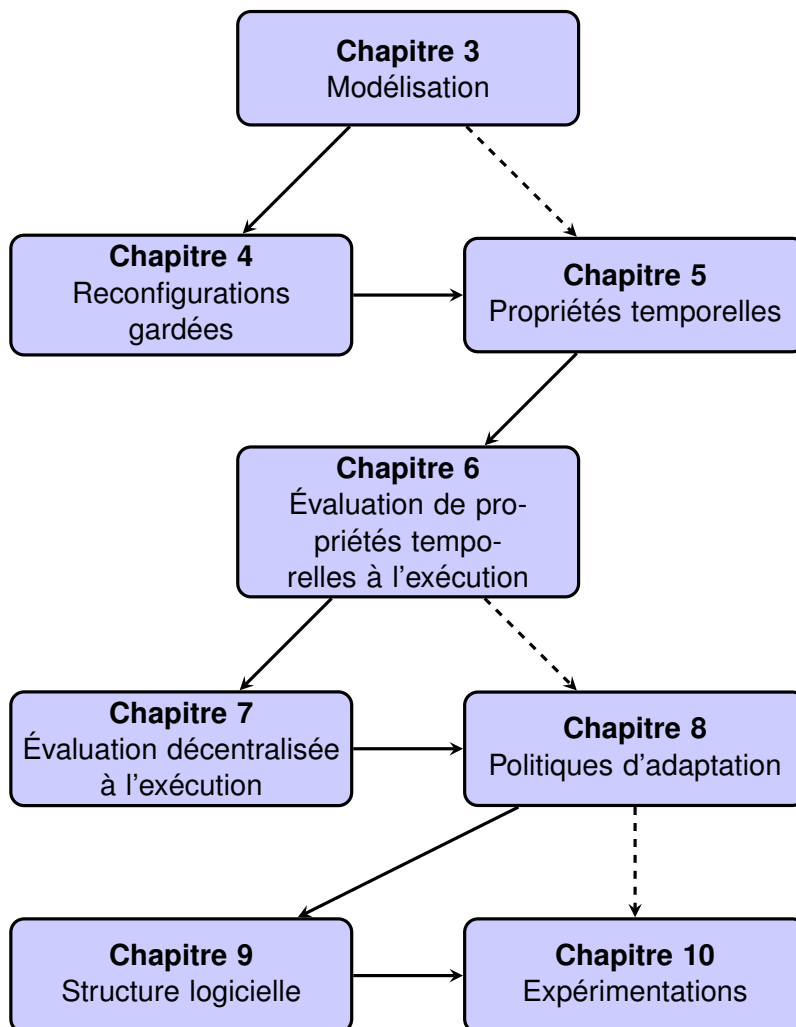 Chapitre 3
Modélisation
Chapitre 4
Reconfigurations
gardées
Chapitre 5
Propriétés temporelles
Chapitre 6
Évaluation de pro-
priétés tempo-
relles à l'exécution
Chapitre 7
Évaluation décentralisée
à l'exécution
Chapitre 8
Politiques d'adaptation
Chapitre 9
Structure logicielle
Chapitre 10
Expérimentations